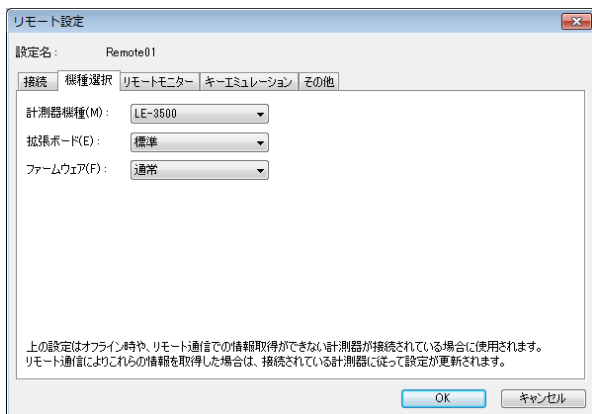 リモート設定
設定名： Remote01
接続 機種選択 リモートモニター キーエミュレーション その他
計測器機種(M)： LE-3500
拡張ボード(E)： 標準
ファームウェア(F)： 通常
上の設定はオフライン時や、リモート通信での情報取得ができない計測器が接続されている場合に使用されます。
リモート通信によりこれらの情報を取得した場合は、接続されている計測器に従って設定が更新されます。
OK キャンセル